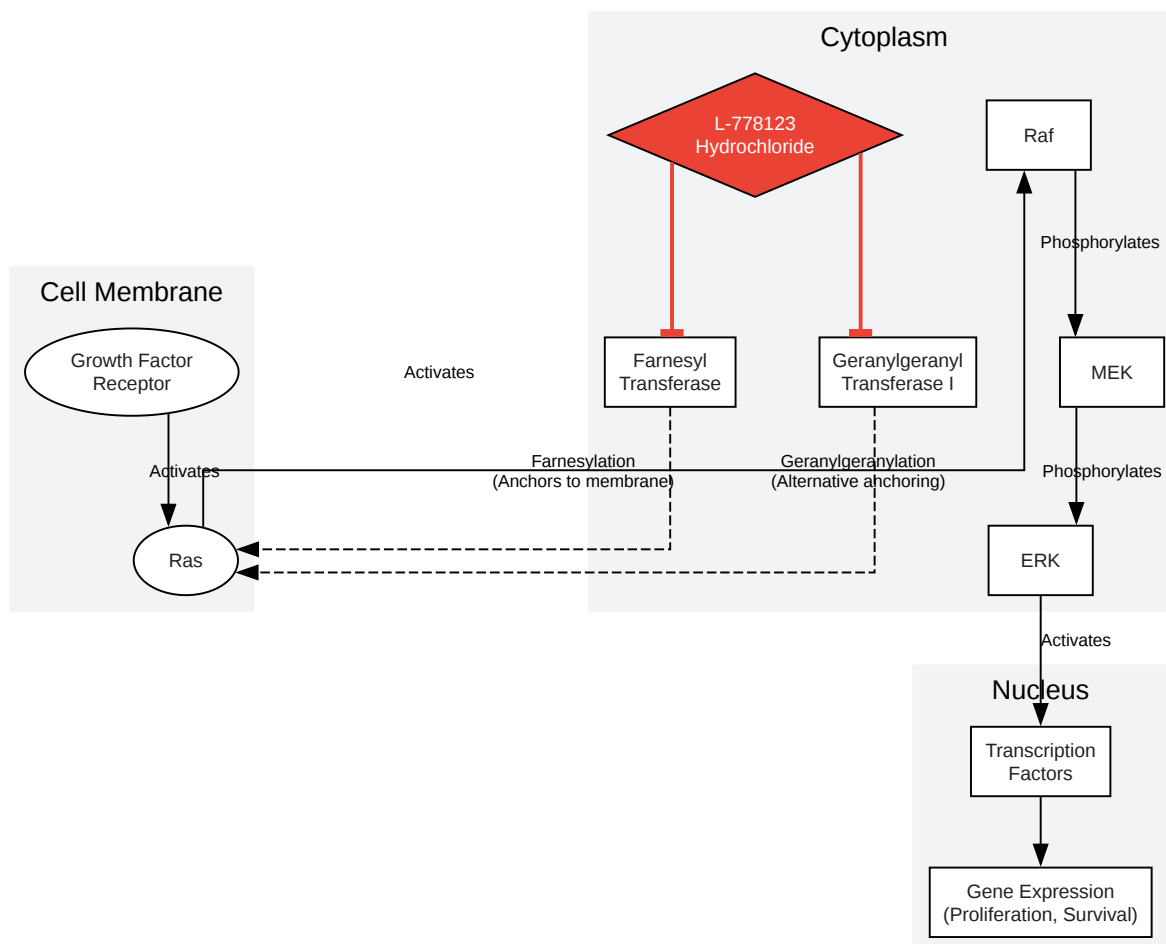 Cytoplasm
L-778123
Hydrochloride
Raf
Phosphorylates
Cell Membrane
Growth Factor
Receptor
Activates
Farnesyl
Transferase
Geranylgeranyl
Transferase I
MEK
Activates
Farnesylation
(Anchors to membrane)
Geranylgeranylation
(Alternative anchoring)
Phosphorylates
Ras
ERK
Activates
Nucleus
Transcription
Factors
Gene Expression
(Proliferation, Survival)